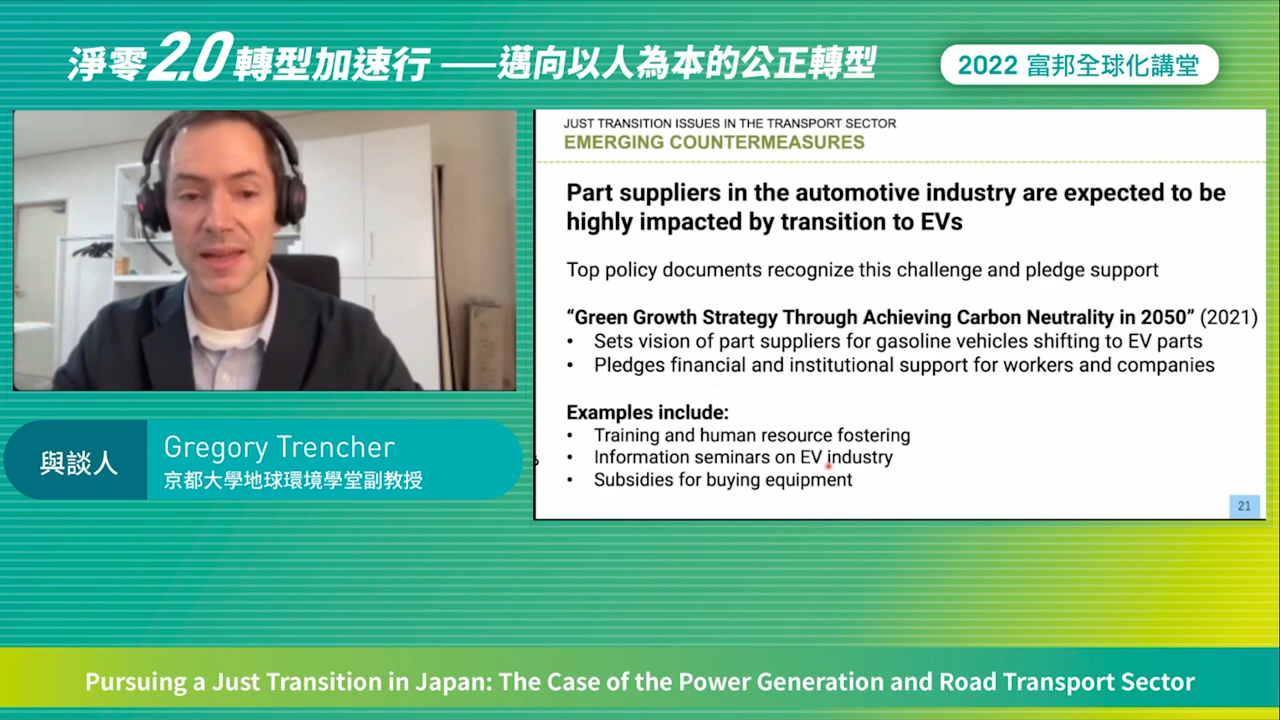 淨零2.0轉型加速行——邁向以人為本的公正轉型
2022 富邦全球化講堂
JUST TRANSITION ISSUES IN THE TRANSPORT SECTOR
EMERGING COUNTERMEASURES
Part suppliers in the automotive industry are expected to be
highly impacted by transition to EVs
Top policy documents recognize this challenge and pledge support
“Green Growth Strategy Through Achieving Carbon Neutrality in 2050” (2021)
• Sets vision of part suppliers for gasoline vehicles shifting to EV parts
• Pledges financial and institutional support for workers and companies
Examples include:
• Training and human resource fostering
• Information seminars on EV industry
• Subsidies for buying equipment
21
與談人
Gregory Trencher
京都大學地球環境學堂副教授
Pursuing a Just Transition in Japan: The Case of the Power Generation and Road Transport Sector